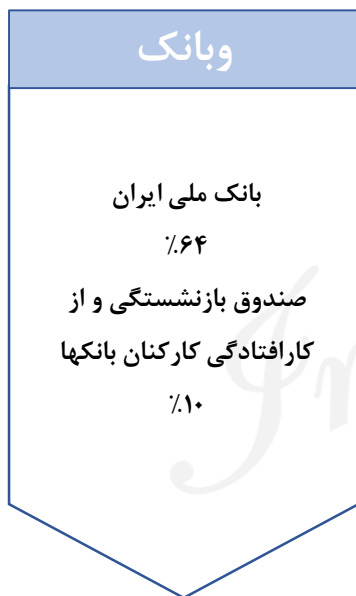 وبانک
بانک ملی ایران
٪۶۴
صندوق بازنشستگی و از
کارافتادگی کارکنان بانکها
٪۱۰